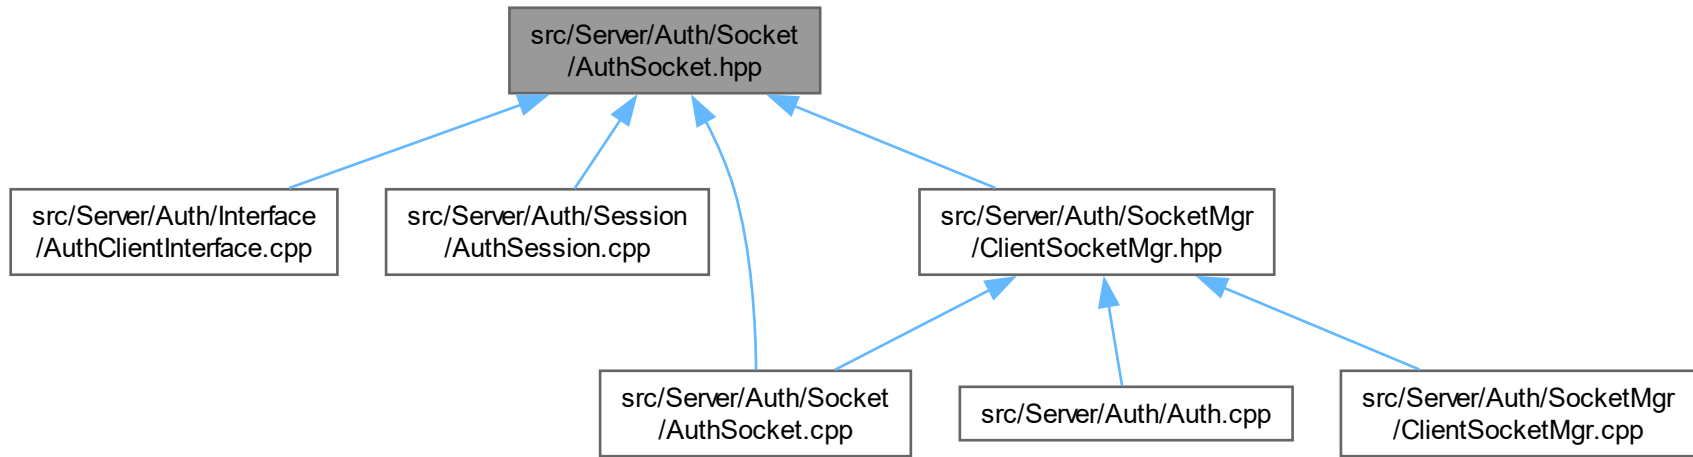 src/Server/Auth/Socket
/AuthSocket.hpp
src/Server/Auth/Interface
/AuthClientInterface.cpp
src/Server/Auth/Session
/AuthSession.cpp
src/Server/Auth/SocketMgr
/ClientSocketMgr.hpp
src/Server/Auth/Socket
/AuthSocket.cpp
src/Server/Auth/Auth.cpp
src/Server/Auth/SocketMgr
/ClientSocketMgr.cpp